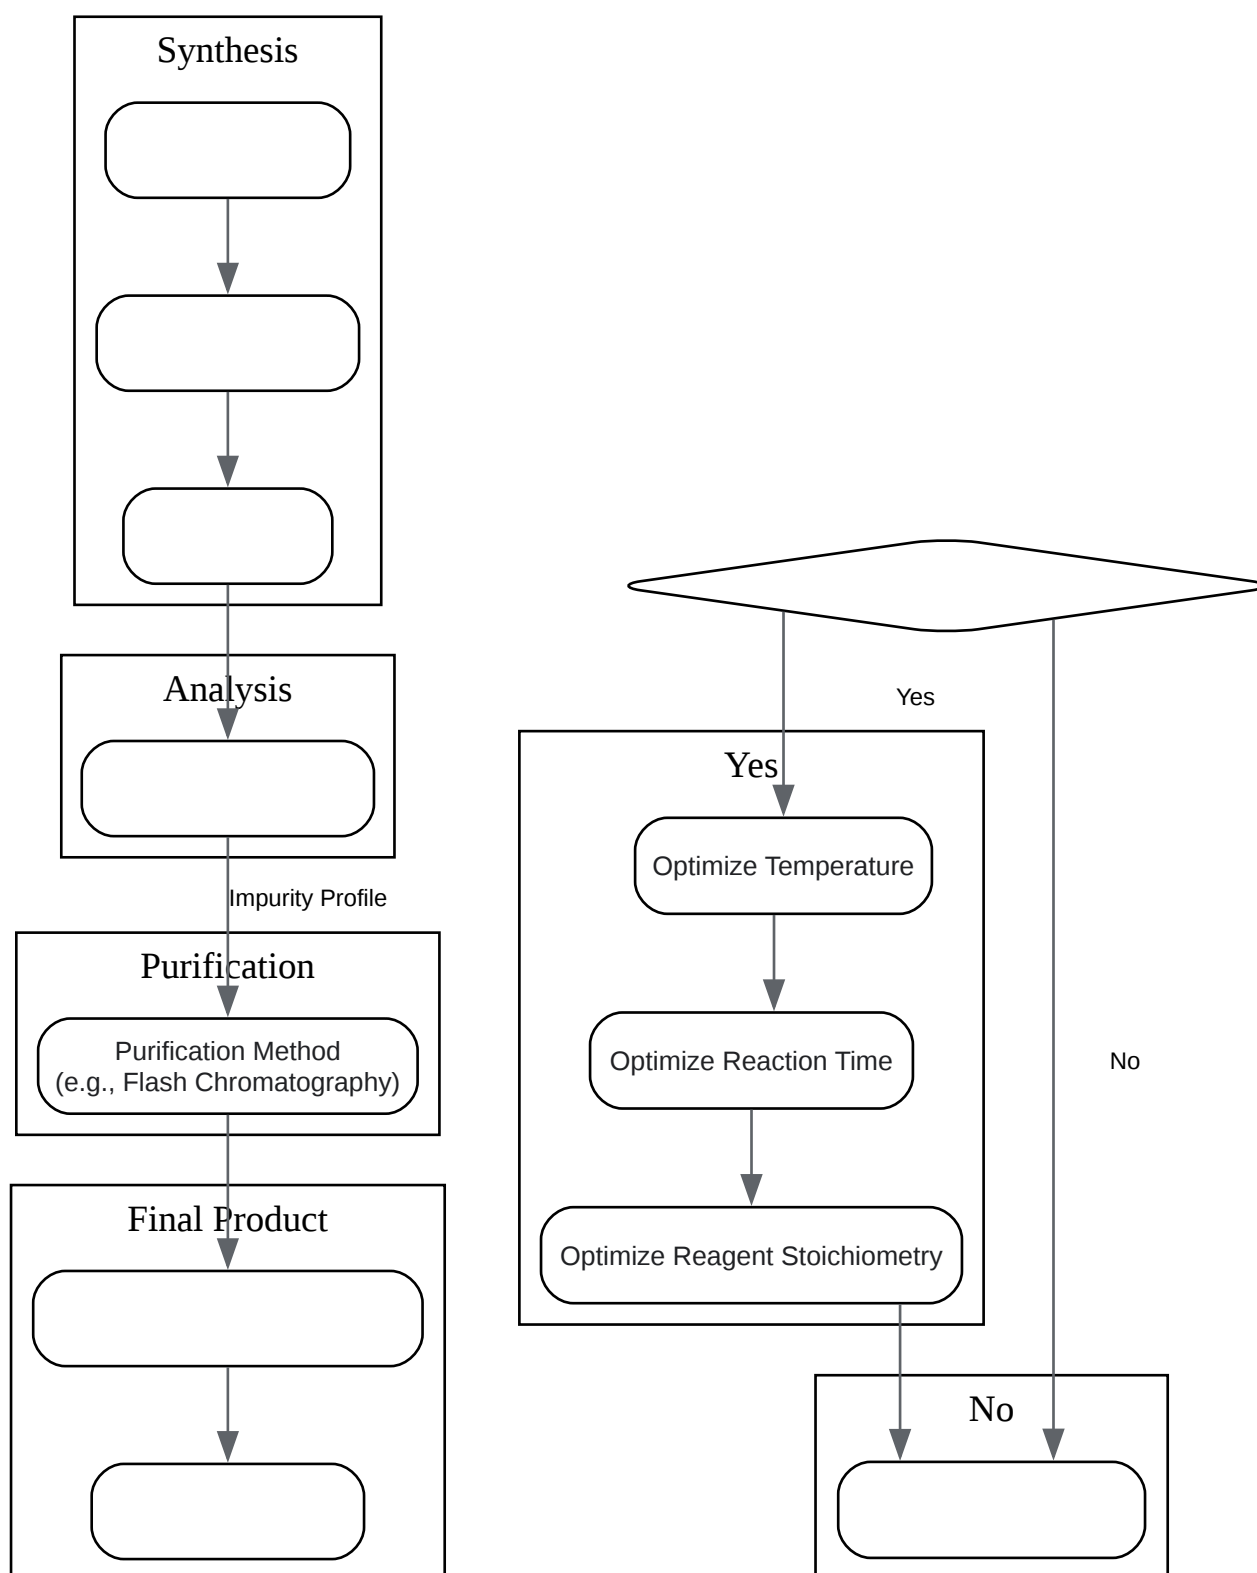 Synthesis
Analysis
Impurity Profile
Purification
Purification Method
(e.g., Flash Chromatography)
Final Product
Yes
Yes
Optimize Temperature
Optimize Reaction Time
No
Optimize Reagent Stoichiometry
No